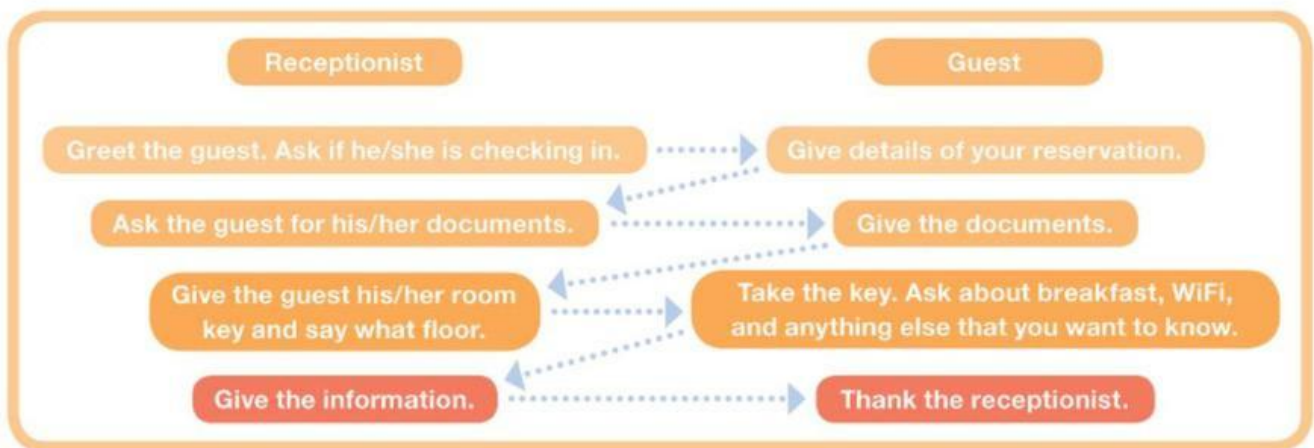 Receptionist
Guest
Greet the guest. Ask if he/she is checking in.
Give details of your reservation.
Ask the guest for his/her documents.
Give the documents.
Give the guest his/her room
key and say what floor.
Take the key. Ask about breakfast, WiFi,
and anything else that you want to know.
Give the information.
Thank the receptionist.